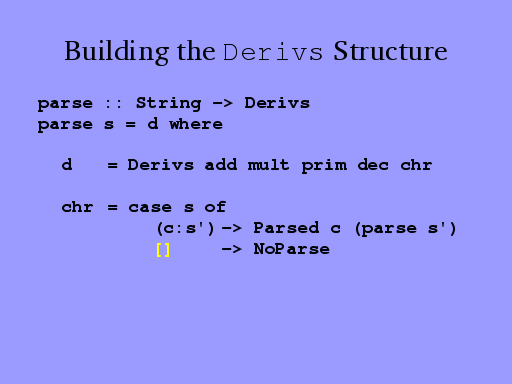 Building the Derivs Structure
parse :: String -> Derivs
parse s = d where
d = Derivs add mult prim dec chr
chr = case s of
(c:s') -> Parsed c (parse s')
[] -> NoParse